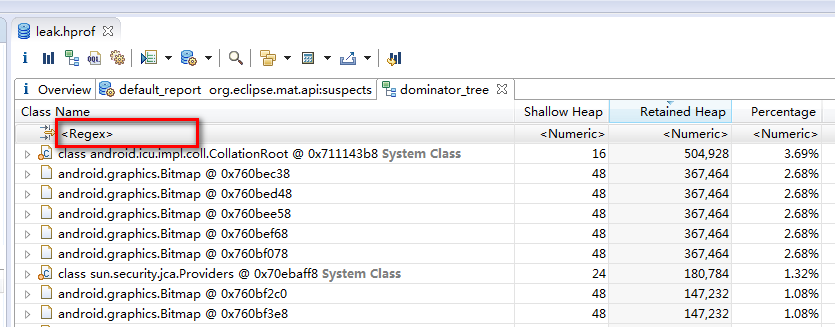 leak.hprof
OQL
i Overview default_report org.eclipse.mat.api:suspects dominator_tree
Class Name Shallow Heap Retained Heap Percentage
<Regex> <Numeric> <Numeric> <Numeric>
class android.icu.impl.coll.CollationRoot @ 0x711143b8 System Class 16 504,928 3.69%
android.graphics.Bitmap @ 0x760bec38 48 367,464 2.68%
android.graphics.Bitmap @ 0x760bed48 48 367,464 2.68%
android.graphics.Bitmap @ 0x760bee58 48 367,464 2.68%
android.graphics.Bitmap @ 0x760bef68 48 367,464 2.68%
android.graphics.Bitmap @ 0x760bf078 48 367,464 2.68%
class sun.security.jca.Providers @ 0x70ebaff8 System Class 24 180,784 1.32%
android.graphics.Bitmap @ 0x760bf2c0 48 147,232 1.08%
android.graphics.Bitmap @ 0x760bf3e8 48 147,232 1.08%